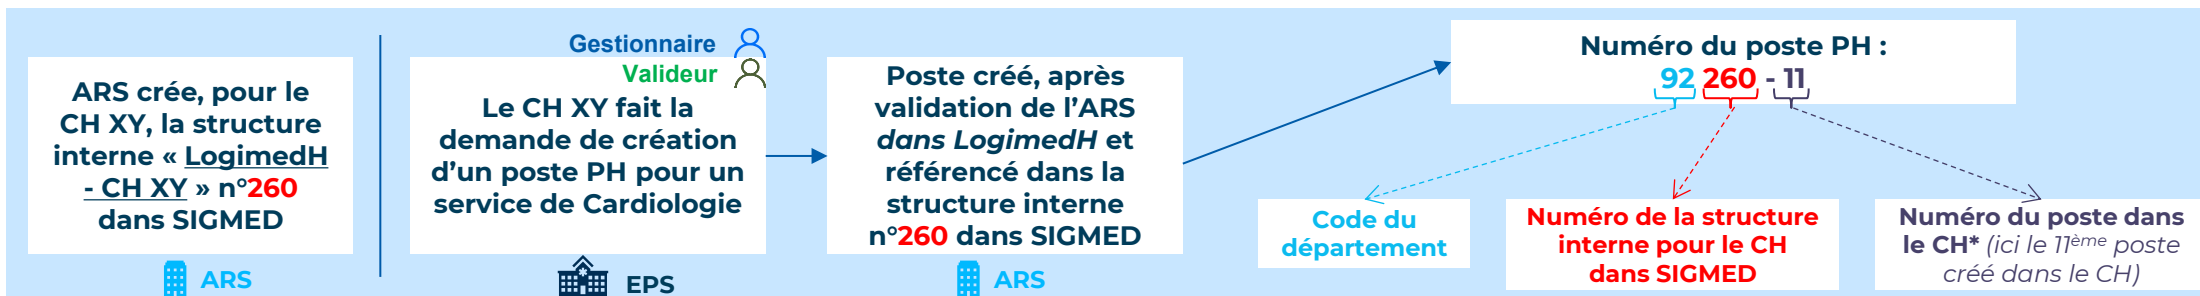 ARS crée, pour le
CH XY, la structure
interne « LogimedH
- CH XY » n°260
dans SIGMED
ARS
Gestionnaire
Valideur
Le CH XY fait la
demande de création
d’un poste PH pour un
service de Cardiologie
EPS
Poste créé, après
validation de l’ARS
dans LogimedH et
référencé dans la
structure interne
n°260 dans SIGMED
ARS
Numéro du poste PH :
92 260 - 11
Code du
département
Numéro de la structure
interne pour le CH
dans SIGMED
Numéro du poste dans
le CH* (ici le 11ème poste
créé dans le CH)